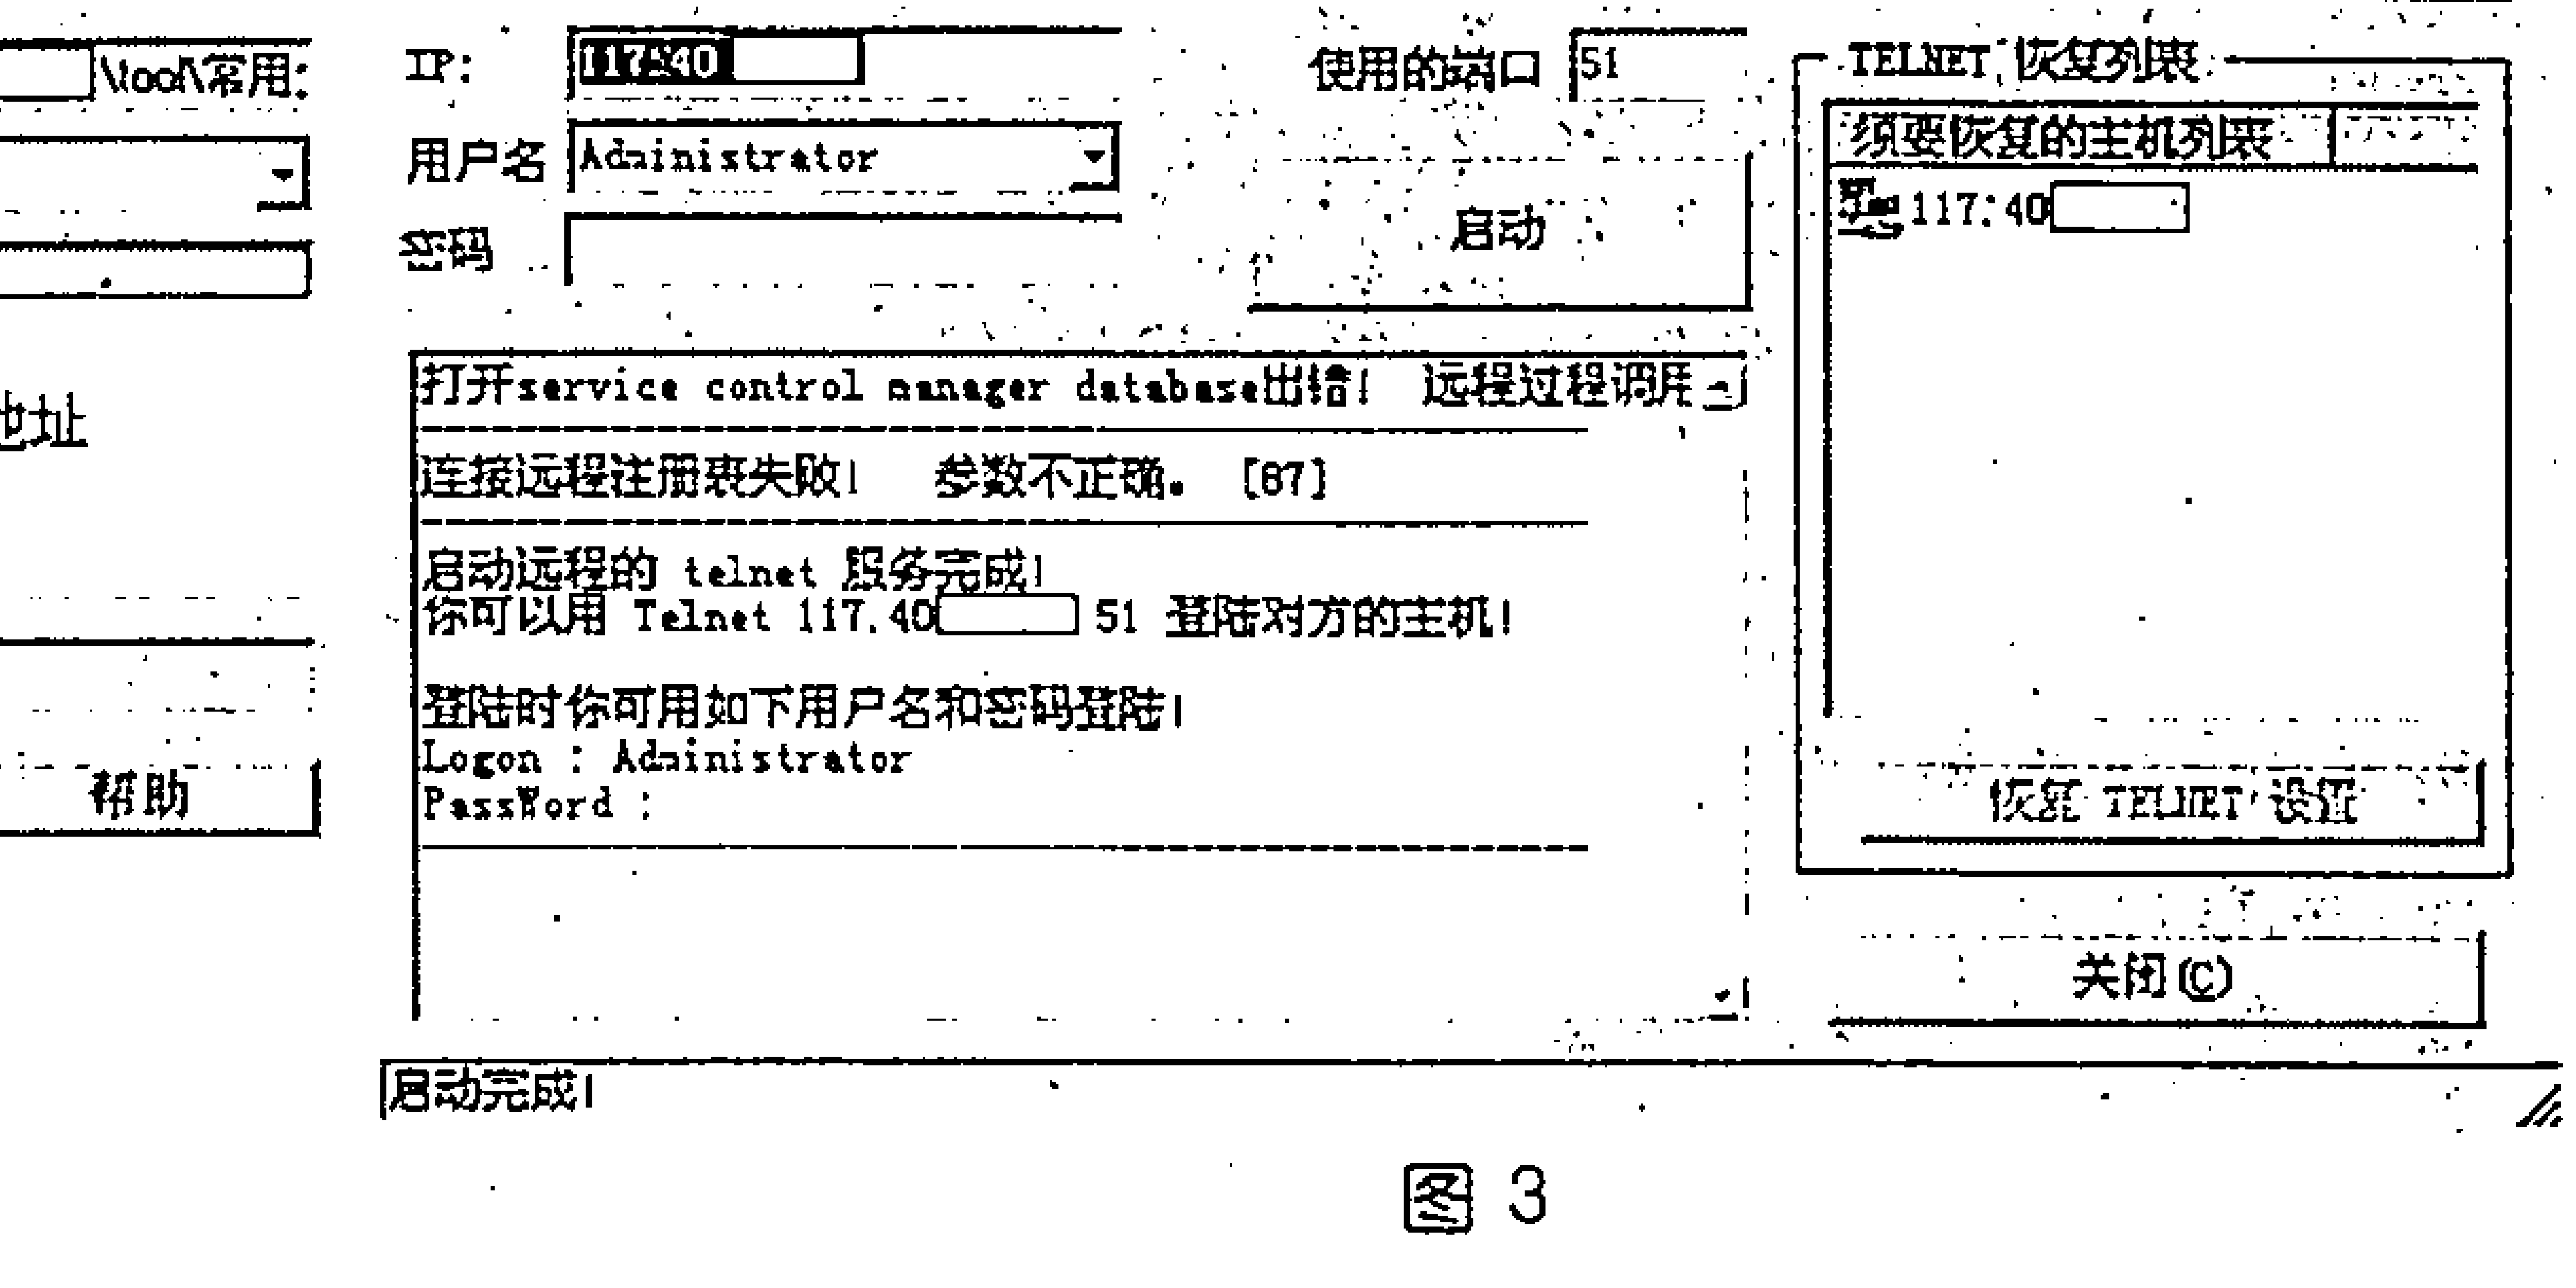 \tool\常用:
地址
帮助
IP: 117.40
用户名 Administrator
密码
使用的端口 51
启动
打开service control manager database出错! 远程过程调用
连接远程注册表失败! 参数不正确。 [87]
启动远程的 telnet 服务完成!
你可以用 Telnet 117.40 51 登陆对方的主机!
登陆时你可用如下用户名和密码登陆!
Logon : Administrator
PassWord :
TELNET 恢复列表
须要恢复的主机列表
117.40
恢复 TELNET 设置
关闭(C)
启动完成!
图 3